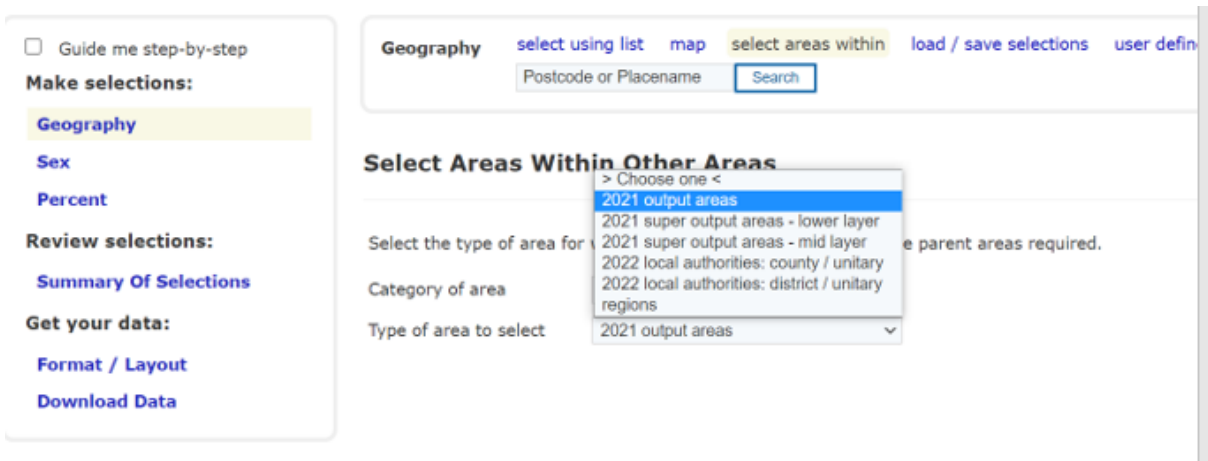 Guide me step-by-step
Make selections:
Geography
Sex
Percent
Review selections:
Summary Of Selections
Get your data:
Format / Layout
Download Data
Geography select using list map select areas within load / save selections user defin
Postcode or Placename Search
Select Areas Within Other Areas
> Choose one <
2021 output areas
2021 super output areas - lower layer
2021 super output areas - mid layer
2022 local authorities: county / unitary
2022 local authorities: district / unitary
regions
Select the type of area for parent areas required.
Category of area
Type of area to select 2021 output areas